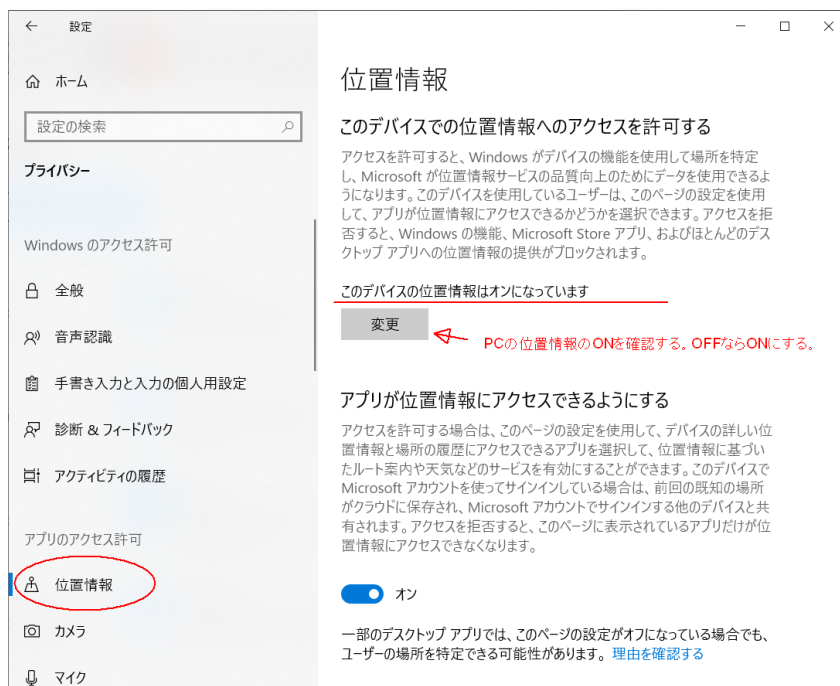 設定
ホーム
設定の検索
プライバシー
Windows のアクセス許可
全般
音声認識
手書き入力と入力の個人用設定
診断 & フィードバック
アクティビティの履歴
アプリのアクセス許可
位置情報
カメラ
マイク
位置情報
このデバイスでの位置情報へのアクセスを許可する
アクセスを許可すると、Windows がデバイスの機能を使用して場所を特定
し、Microsoft が位置情報サービスの品質向上のためにデータを使用できるよ
うになります。このデバイスを使用しているユーザーは、このページの設定を使用
して、アプリが位置情報にアクセスできるかどうかを選択できます。アクセスを拒
否すると、Windows の機能、Microsoft Store アプリ、およびほとんどのデス
クトップ アプリへの位置情報の提供がブロックされます。
このデバイスの位置情報はオンになっています
変更
PCの位置情報のONを確認する。OFFならONにする。
アプリが位置情報にアクセスできるようにする
アクセスを許可する場合は、このページの設定を使用して、デバイスの詳しい位
置情報と場所の履歴にアクセスできるアプリを選択して、位置情報に基づい
たルート案内や天気などのサービスを有効にすることができます。このデバイスで
Microsoft アカウントを使ってサインインしている場合は、前回の既知の場所
がクラウドに保存され、Microsoft アカウントでサインインする他のデバイスと共
有されます。アクセスを拒否すると、このページに表示されているアプリだけが位
置情報にアクセスできなくなります。
オン
一部のデスクトップ アプリでは、このページの設定がオフになっている場合でも、
ユーザーの場所を特定できる可能性があります。 理由を確認する